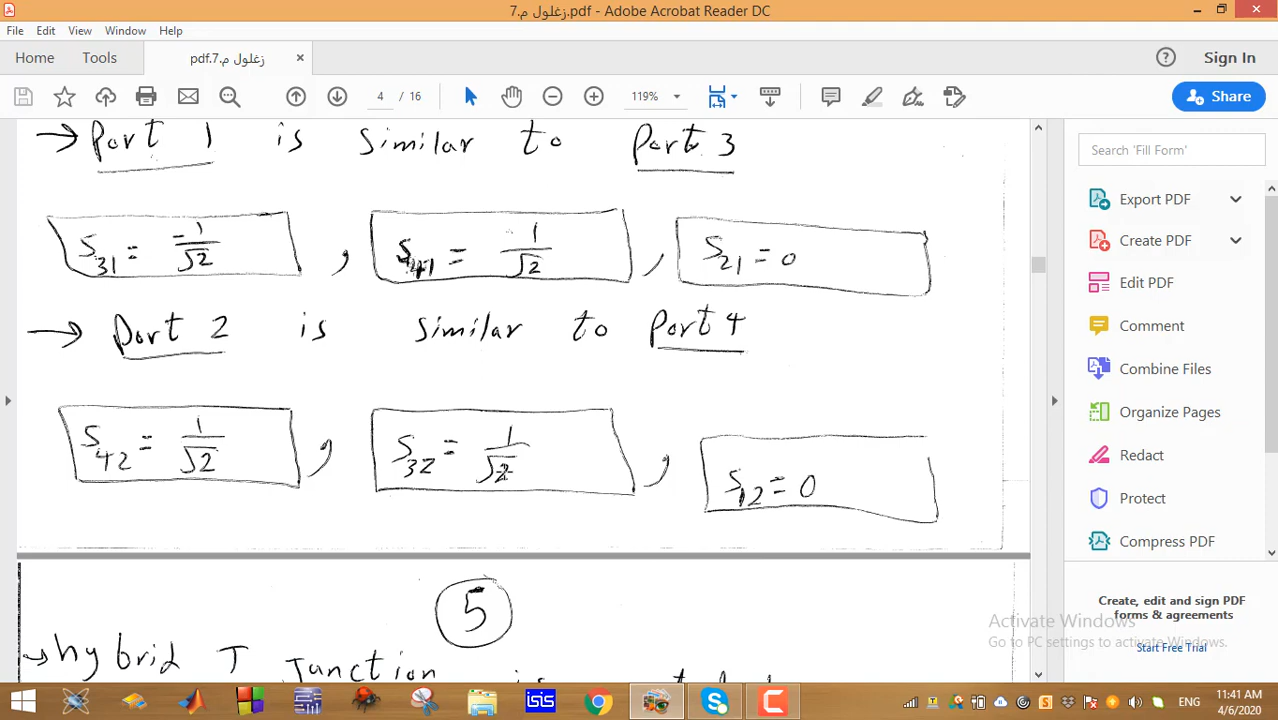 زغلول م.7.pdf - Adobe Acrobat Reader DC
File Edit View Window Help
Home Tools زغلول م.7.pdf × ? Sign In
4 / 16 119% Share
→ Port 1 is Similar to Port 3
S31 = -1/√2 , S41 = 1/√2 , S21 = 0
→ Port 2 is Similar to Port 4
S42 = 1/√2 , S32 = 1/√2 , S12 = 0
5
→ hybrid T Junction is
Search 'Fill Form'
Export PDF
Create PDF
Edit PDF
Comment
Combine Files
Organize Pages
Redact
Protect
Compress PDF
Create, edit and sign PDF
forms & agreements
Start Free Trial
Activate Windows
Go to PC settings to activate Windows.
isis
ENG
11:41 AM
4/6/2020